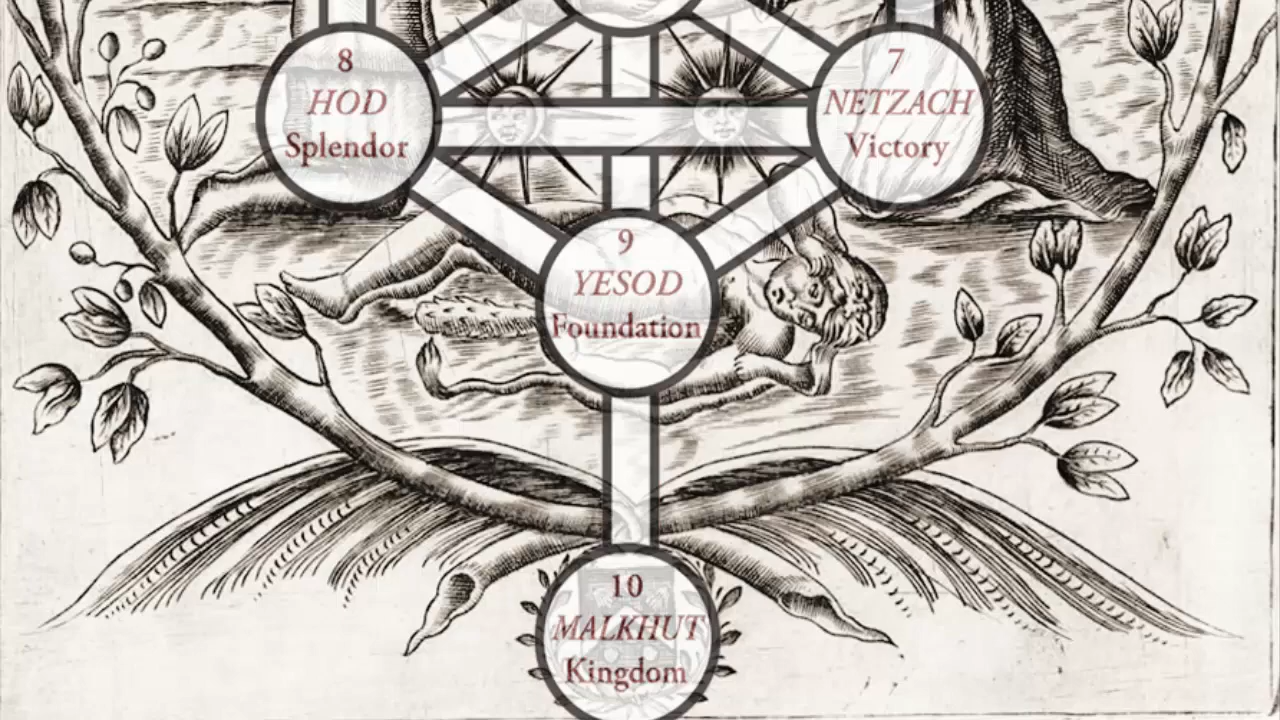 8
HOD
Splendor
7
NETZACH
Victory
9
YESOD
Foundation
10
MALKHUT
Kingdom